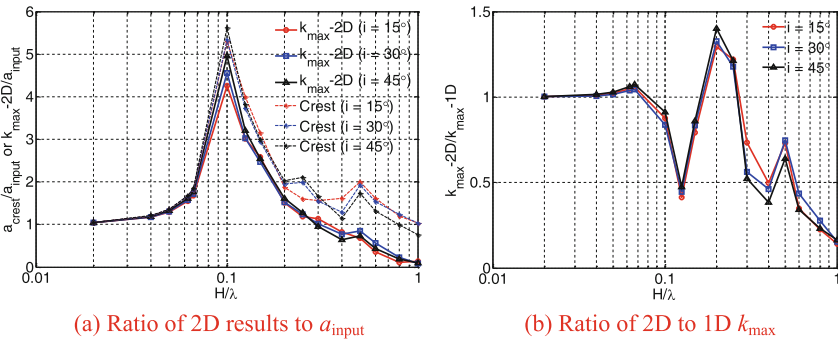 a_crest/a_input or k_max-2D/a_input
6
5
4
3
2
1
0
0.01
0.1
1
H/λ
k_max-2D (i = 15°)
k_max-2D (i = 30°)
k_max-2D (i = 45°)
Crest (i = 15°)
Crest (i = 30°)
Crest (i = 45°)
(a) Ratio of 2D results to a_input
k_max-2D/k_max-1D
1.5
1
0.5
0
0.01
0.1
1
H/λ
i = 15°
i = 30°
i = 45°
(b) Ratio of 2D to 1D k_max